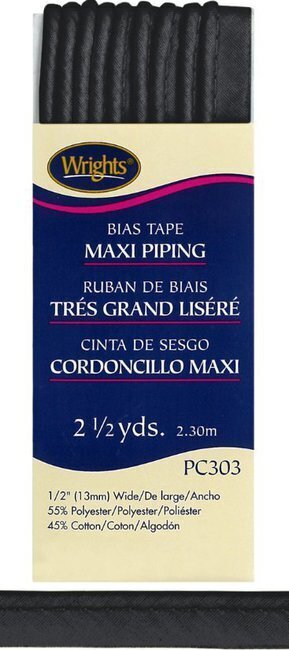 Wrights®
BIAS TAPE
MAXI PIPING
RUBAN DE BIAIS
TRÉS GRAND LISÉRÉ
CINTA DE SESGO
CORDONCILLO MAXI
2 1/2 yds. 2.30m
PC303
1/2" (13mm) Wide/De large/Ancho
55% Polyester/Polyester/Poliéster
45% Cotton/Coton/Algodón